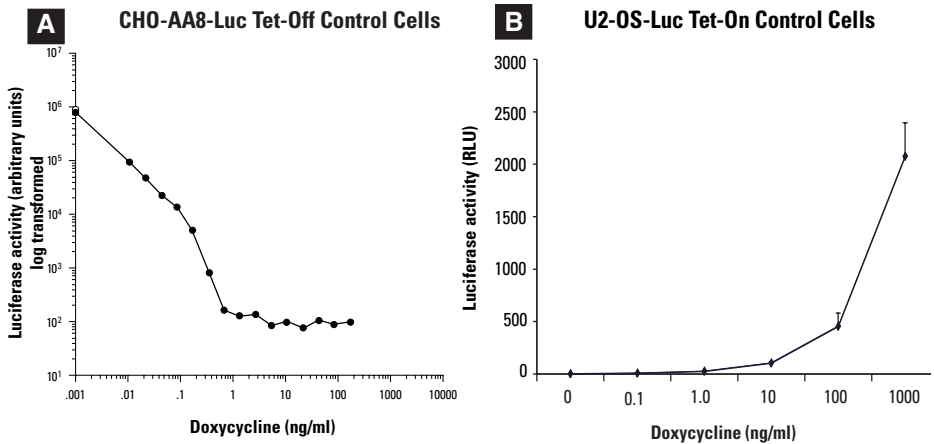 A
CHO-AA8-Luc Tet-Off Control Cells
Luciferase activity (arbitrary units)
log transformed
10⁷
10⁶
10⁵
10⁴
10³
10²
10¹
.001 .01 .1 1 10 100 1000 10000
Doxycycline (ng/ml)
B
U2-OS-Luc Tet-On Control Cells
Luciferase activity (RLU)
3000
2500
2000
1500
1000
500
0
0 0.1 1.0 10 100 1000
Doxycycline (ng/ml)